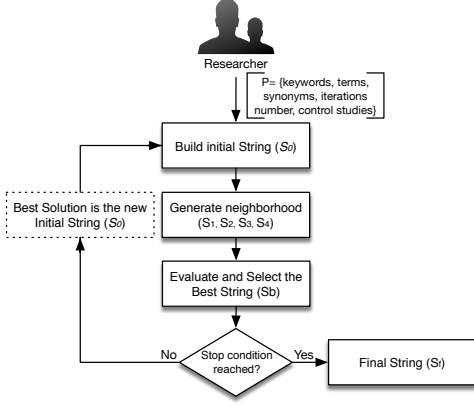 Researcher
P= {keywords, terms,
synonyms, iterations
number, control studies}
Build initial String (So)
Best Solution is the new
Initial String (So)
Generate neighborhood
(S1, S2, S3, S4)
Evaluate and Select the
Best String (Sb)
No
Stop condition
reached?
Yes
Final String (Sf)